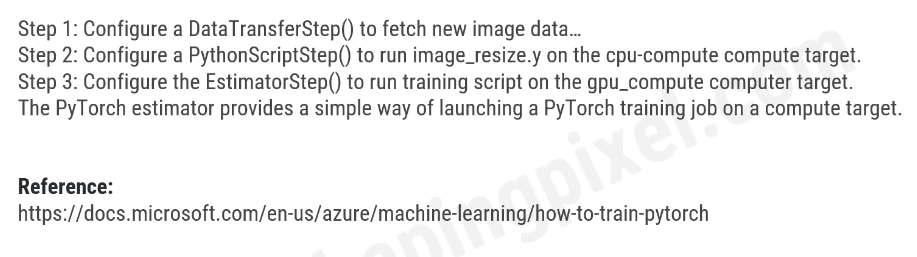 Step 1: Configure a DataTransferStep() to fetch new image data…
Step 2: Configure a PythonScriptStep() to run image_resize.y on the cpu-compute compute target.
Step 3: Configure the EstimatorStep() to run training script on the gpu_compute computer target.
The PyTorch estimator provides a simple way of launching a PyTorch training job on a compute target.
Reference:
https://docs.microsoft.com/en-us/azure/machine-learning/how-to-train-pytorch